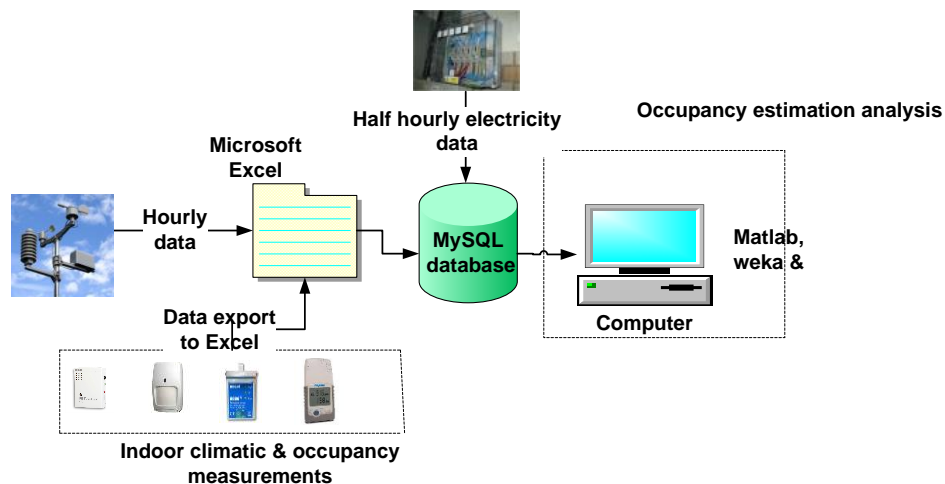 Occupancy estimation analysis
Half hourly electricity
data
Microsoft
Excel
Hourly
data
MySQL
database
Matlab,
weka &
Computer
Data export
to Excel
Indoor climatic & occupancy
measurements